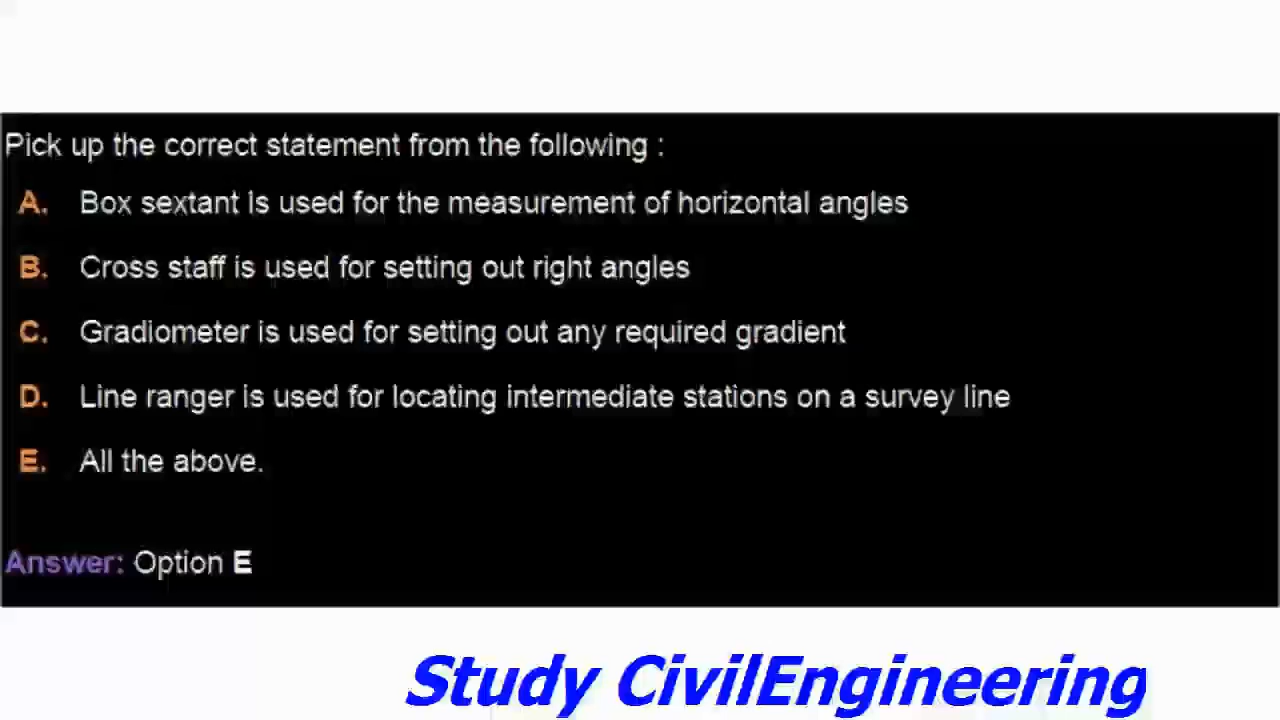 Pick up the correct statement from the following :
A. Box sextant is used for the measurement of horizontal angles
B. Cross staff is used for setting out right angles
C. Gradiometer is used for setting out any required gradient
D. Line ranger is used for locating intermediate stations on a survey line
E. All the above.
Answer: Option E
Study CivilEngineering